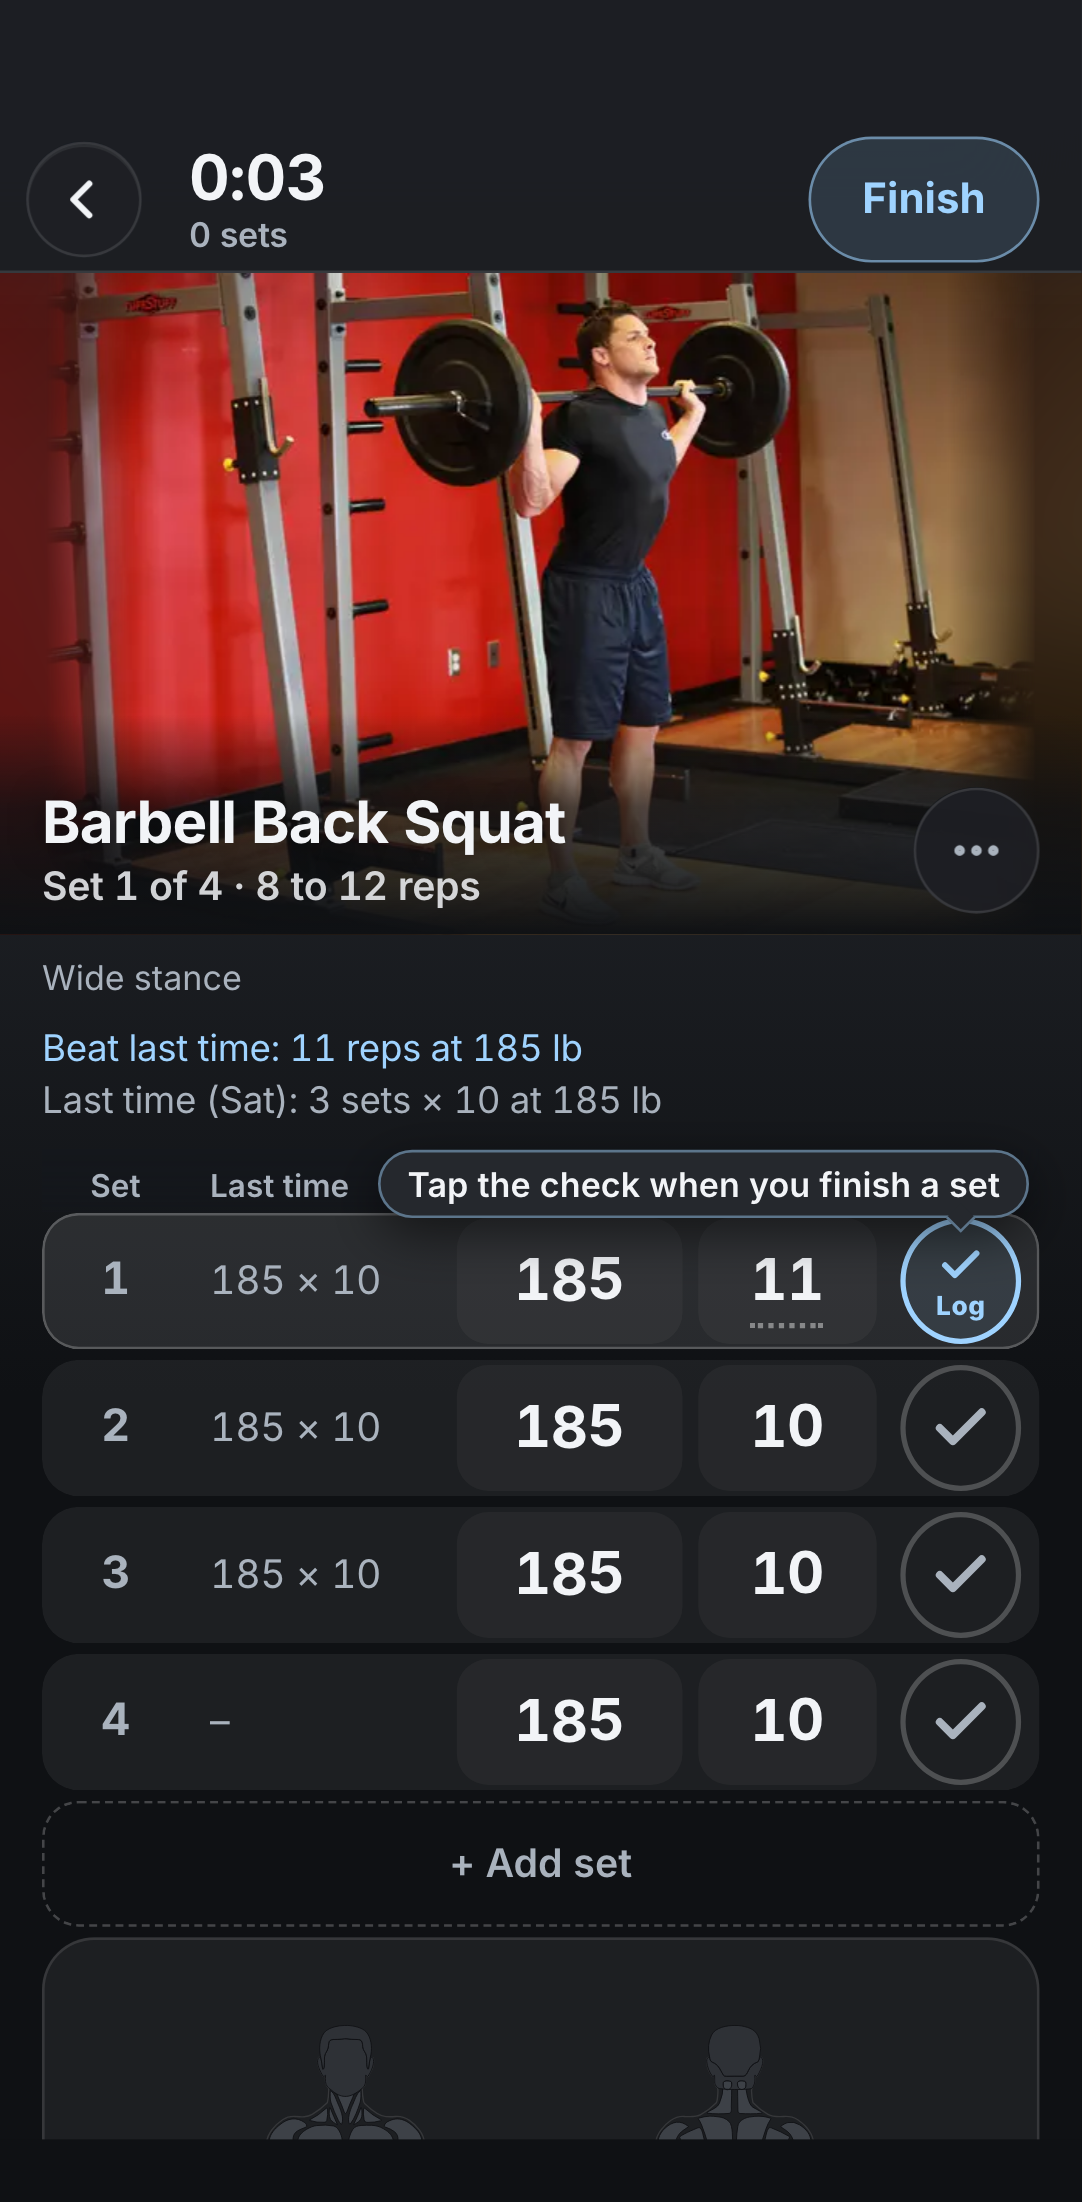 0:03
0 sets
Finish
Barbell Back Squat
Set 1 of 4 · 8 to 12 reps
Wide stance
Beat last time: 11 reps at 185 lb
Last time (Sat): 3 sets × 10 at 185 lb
Set Last time Tap the check when you finish a set
1 185 × 10 185 11 Log
2 185 × 10 185 10
3 185 × 10 185 10
4 – 185 10
+ Add set